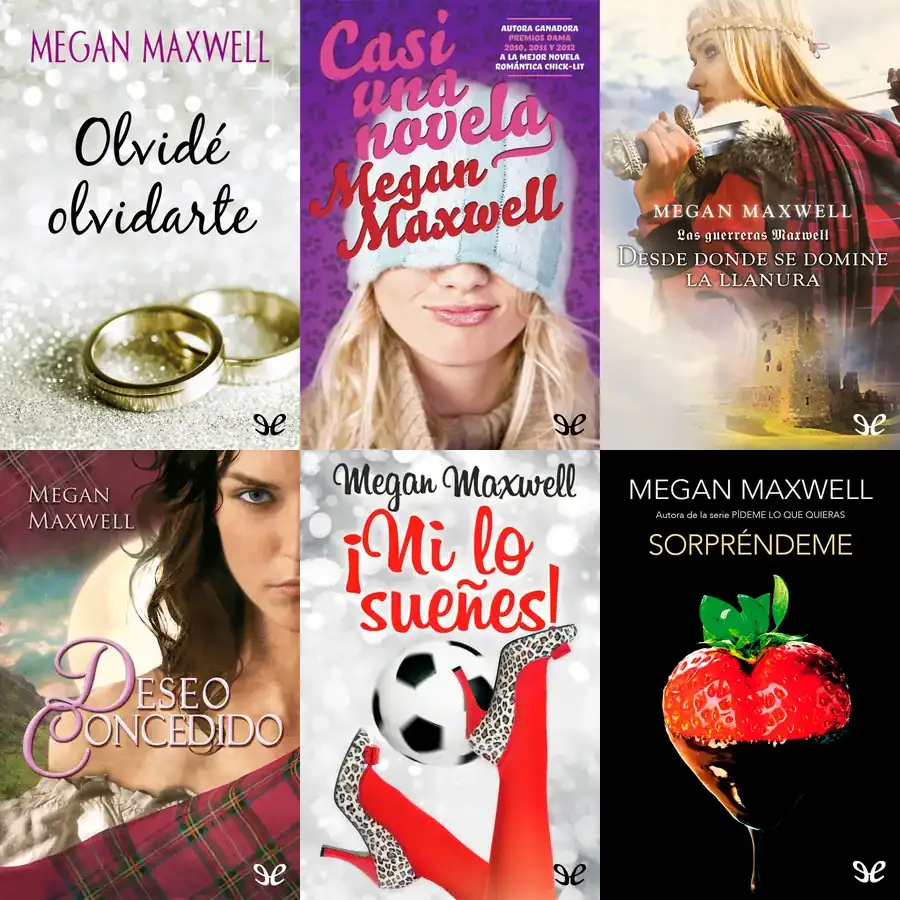 MEGAN MAXWELL
Olvidé
olvidarte
AUTORA GANADORA
PREMIOS DAMA
2010, 2011 Y 2012
A LA MEJOR NOVELA
ROMÁNTICA CHICK-LIT
Casi
una
novela
Megan
Maxwell
MEGAN MAXWELL
Las guerreras Maxwell
DESDE DONDE SE DOMINE
LA LLANURA
MEGAN
MAXWELL
DESEO
CONCEDIDO
Megan Maxwell
¡Ni lo
sueñes!
MEGAN MAXWELL
Autora de la serie PÍDEME LO QUE QUIERAS
SORPRÉNDEME